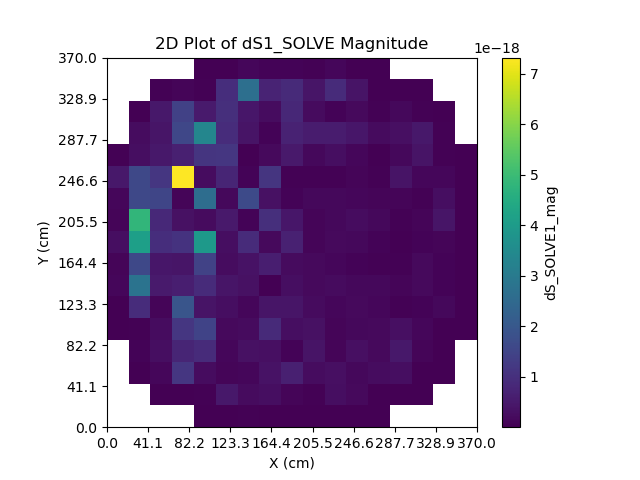 2D Plot of dS1_SOLVE Magnitude
1e−18
370.0
328.9
287.7
246.6
205.5
164.4
123.3
82.2
41.1
0.0
Y (cm)
0.0 41.1 82.2 123.3 164.4 205.5 246.6 287.7 328.9 370.0
X (cm)
7
6
5
4
3
2
1
dS_SOLVE1_mag